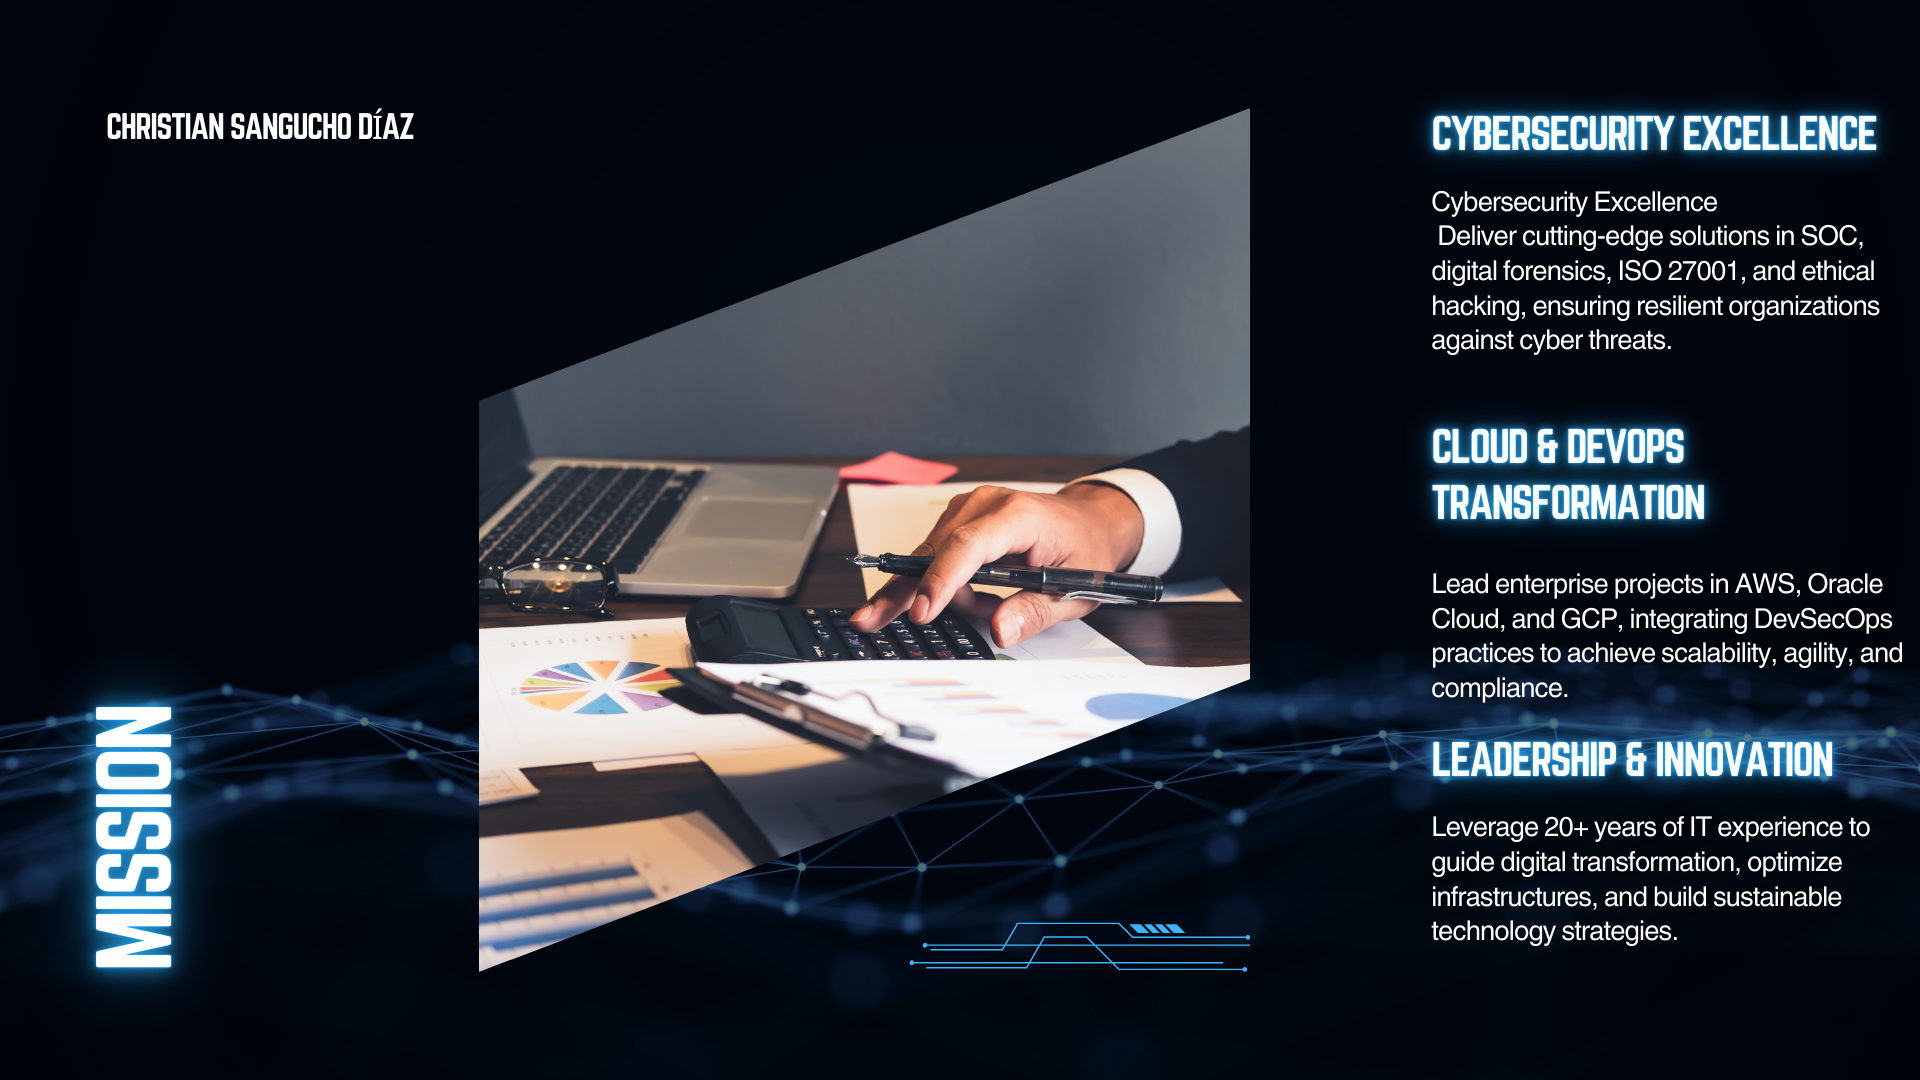 CHRISTIAN SANGUCHO DÍAZ
MISSION
CYBERSECURITY EXCELLENCE
Cybersecurity Excellence
Deliver cutting-edge solutions in SOC,
digital forensics, ISO 27001, and ethical
hacking, ensuring resilient organizations
against cyber threats.
CLOUD & DEVOPS
TRANSFORMATION
Lead enterprise projects in AWS, Oracle
Cloud, and GCP, integrating DevSecOps
practices to achieve scalability, agility, and
compliance.
LEADERSHIP & INNOVATION
Leverage 20+ years of IT experience to
guide digital transformation, optimize
infrastructures, and build sustainable
technology strategies.